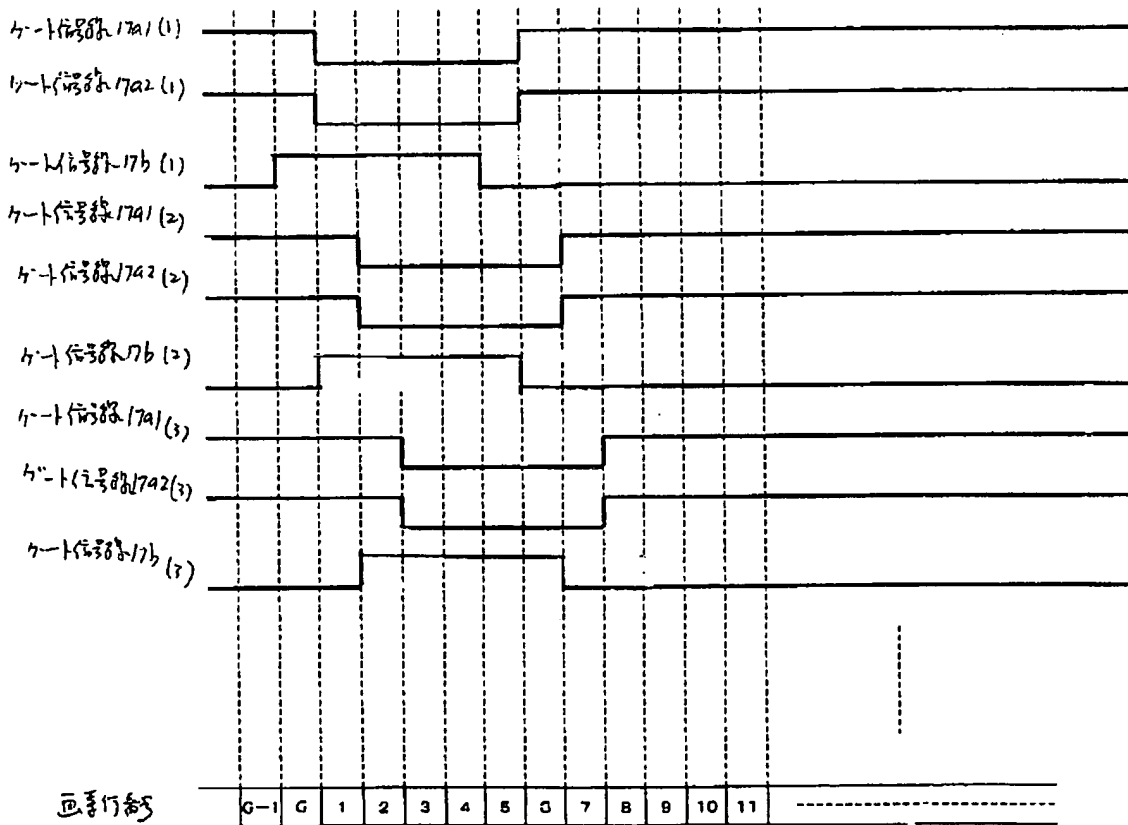 ゲート信号線17a1(1)
ゲート信号線17a2(1)
ゲート信号線17b(1)
ゲート信号線17a1(2)
ゲート信号線17a2(2)
ゲート信号線17b(2)
ゲート信号線17a1(3)
ゲート信号線17a2(3)
ゲート信号線17b(3)
画素行番号 G-1 G 1 2 3 4 5 G 7 8 9 10 11